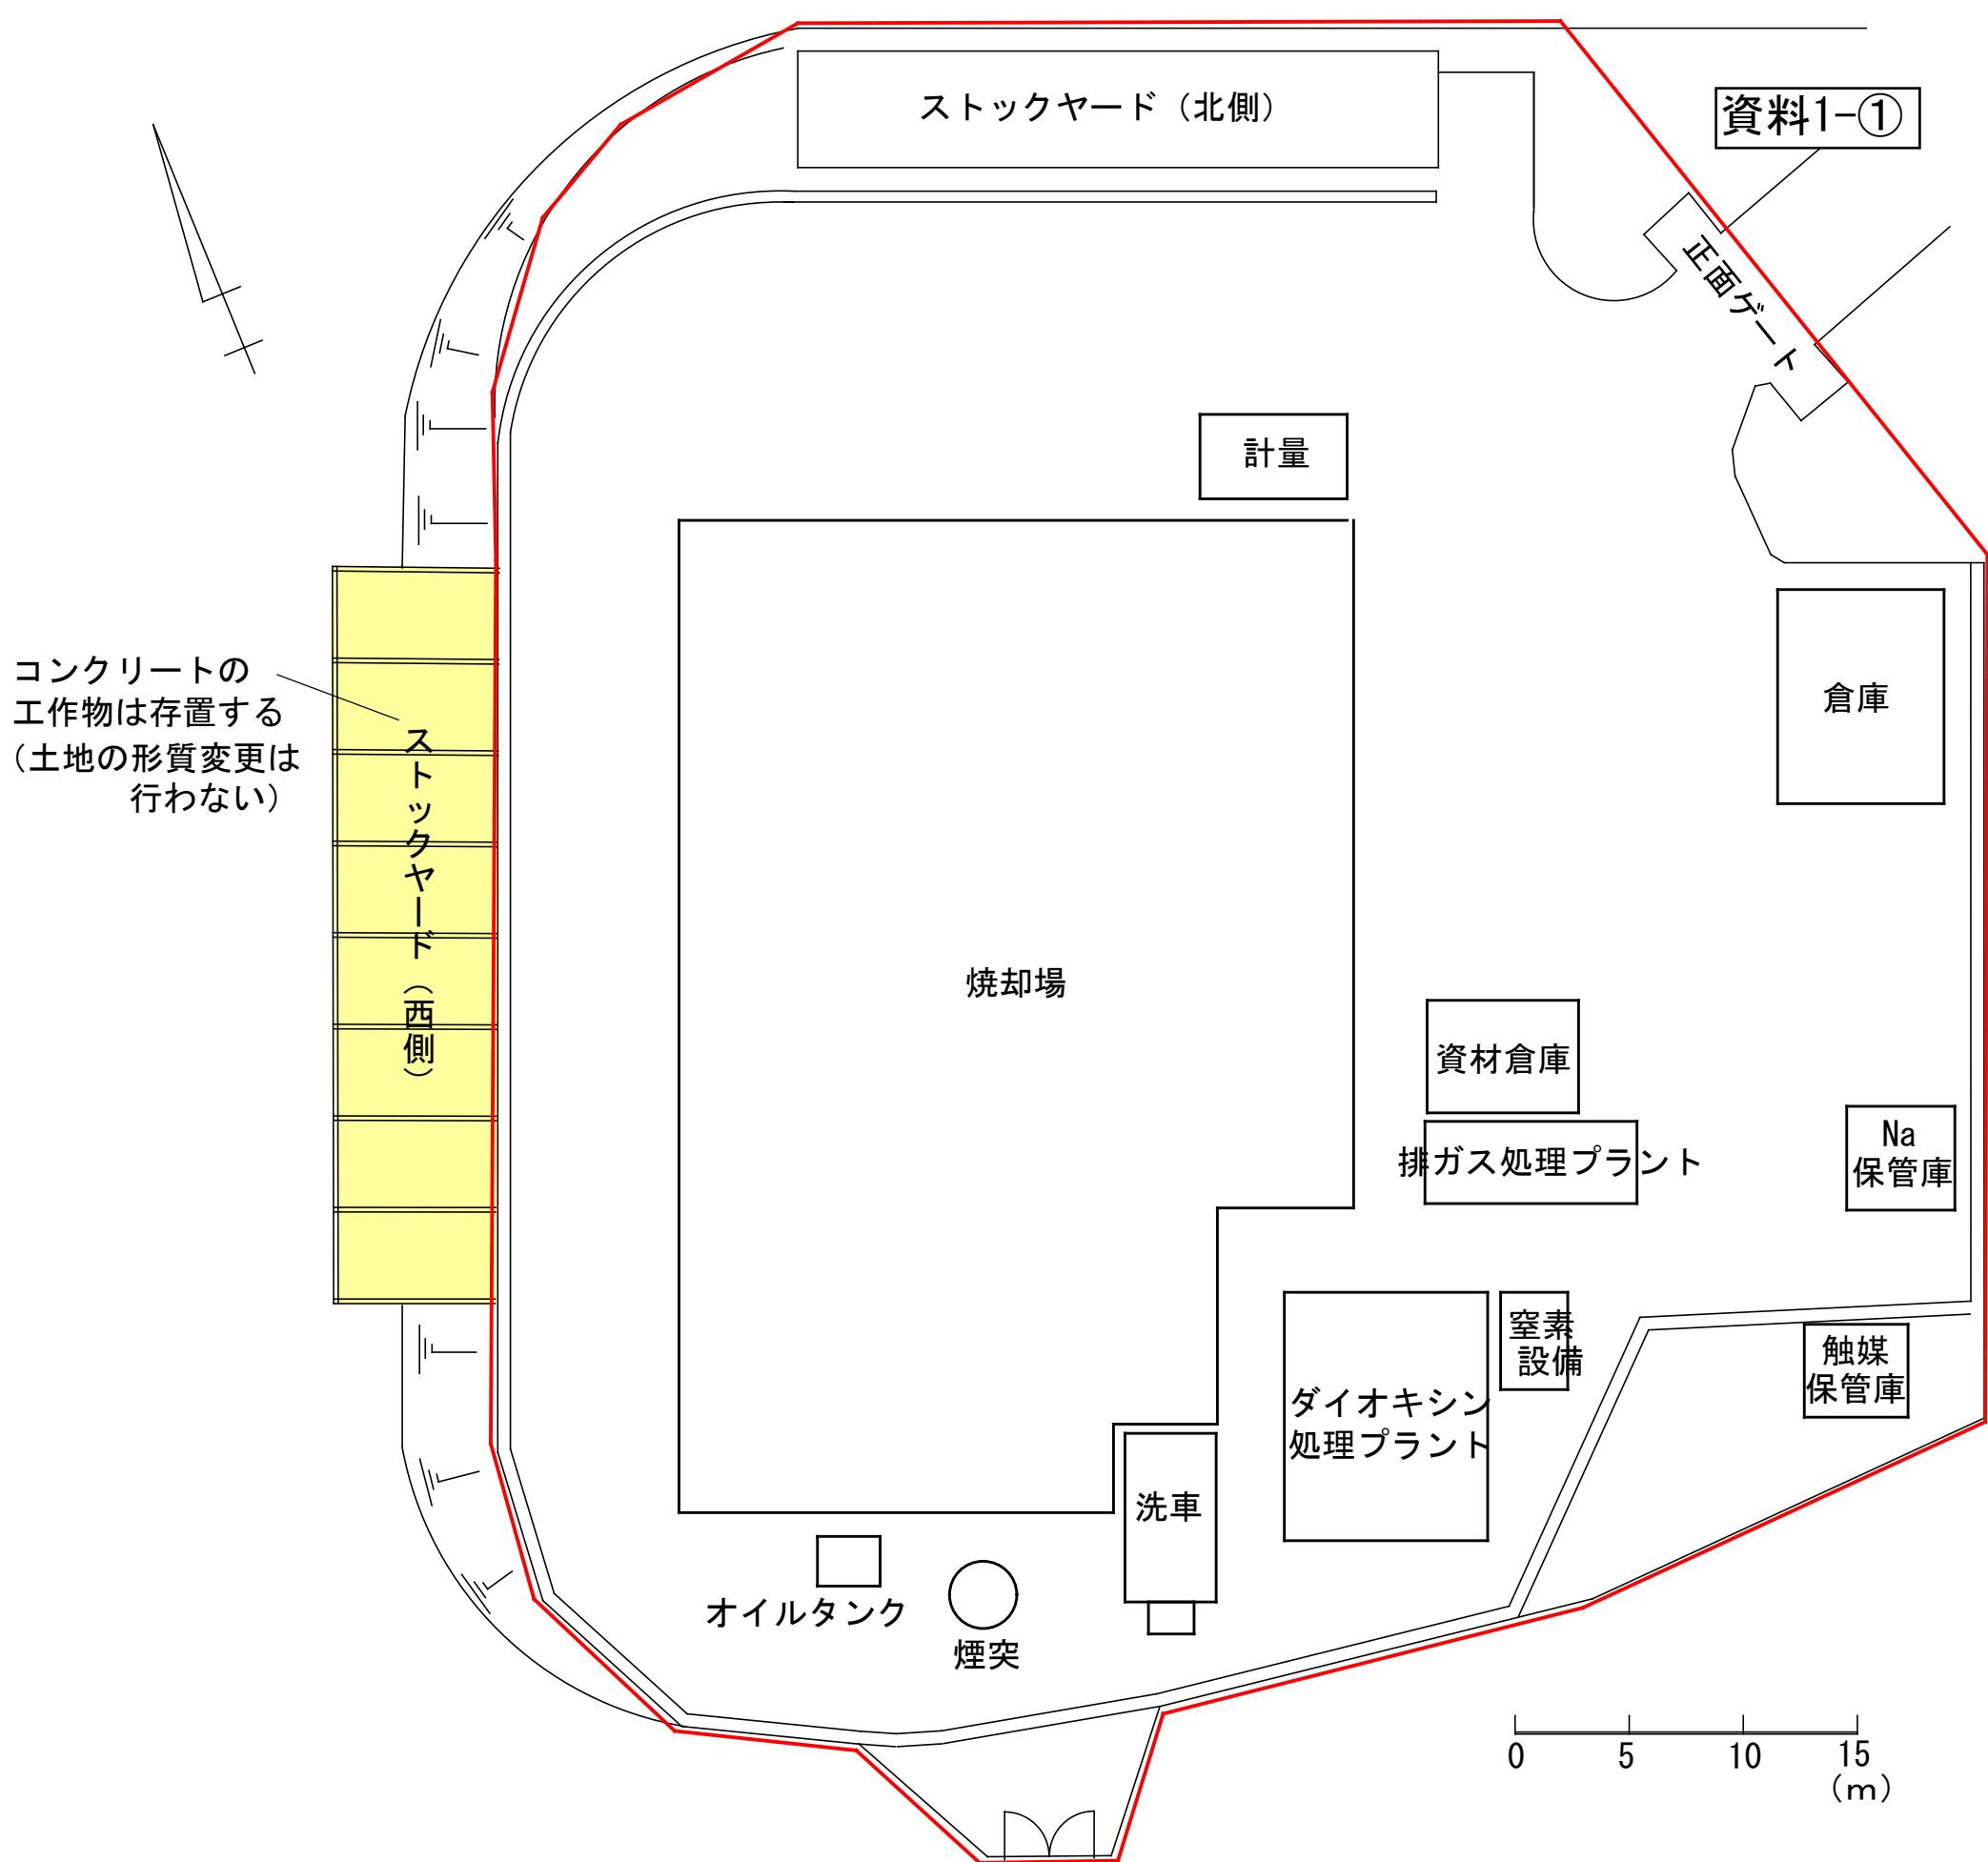 ストックヤード（北側）
資料1-①
正面ゲート
計量
倉庫
コンクリートの
工作物は存置する
（土地の形質変更は
行わない）
ストックヤード（西側）
焼却場
資材倉庫
排ガス処理プラント
Na
保管庫
窒素
設備
触媒
保管庫
ダイオキシン
処理プラント
洗車
オイルタンク
煙突
0 5 10 15
（m）